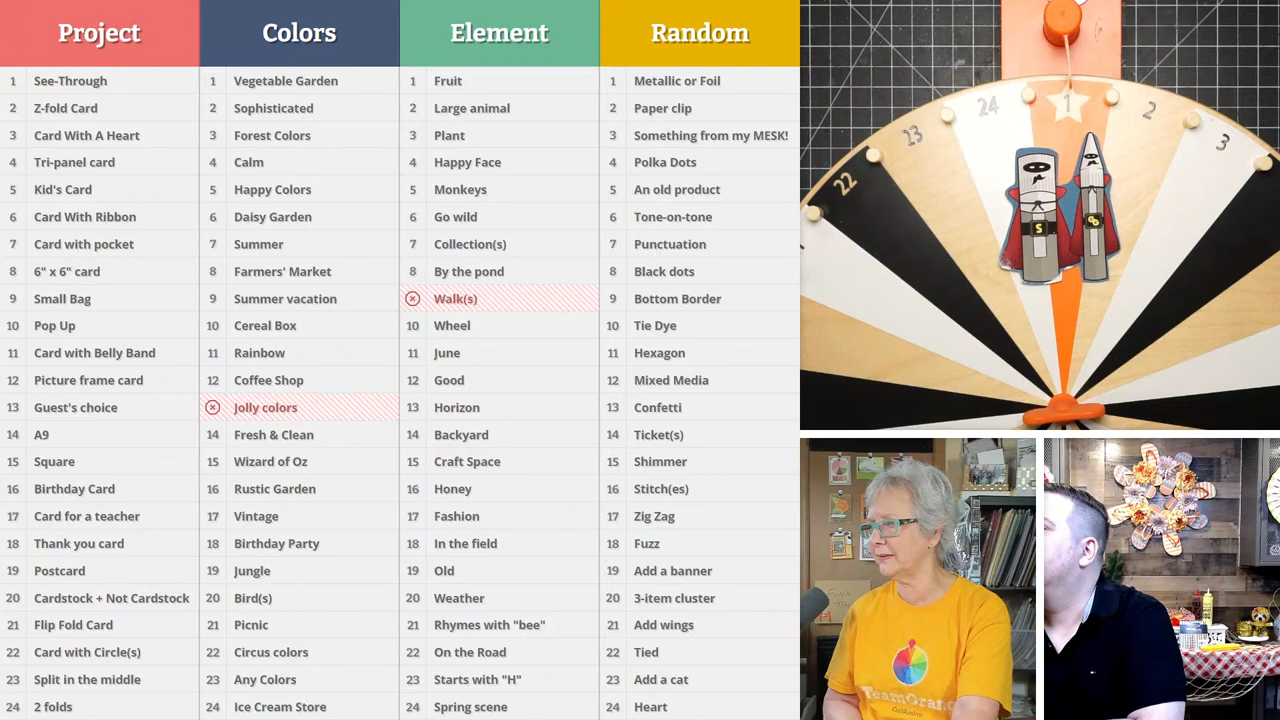 Project
1 See-Through
2 Z-fold Card
3 Card With A Heart
4 Tri-panel card
5 Kid's Card
6 Card With Ribbon
7 Card with pocket
8 6" x 6" card
9 Small Bag
10 Pop Up
11 Card with Belly Band
12 Picture frame card
13 Guest's choice
14 A9
15 Square
16 Birthday Card
17 Card for a teacher
18 Thank you card
19 Postcard
20 Cardstock + Not Cardstock
21 Flip Fold Card
22 Card with Circle(s)
23 Split in the middle
24 2 folds
Colors
1 Vegetable Garden
2 Sophisticated
3 Forest Colors
4 Calm
5 Happy Colors
6 Daisy Garden
7 Summer
8 Farmers' Market
9 Summer vacation
10 Cereal Box
11 Rainbow
12 Coffee Shop
Jolly colors
14 Fresh & Clean
15 Wizard of Oz
16 Rustic Garden
17 Vintage
18 Birthday Party
19 Jungle
20 Bird(s)
21 Picnic
22 Circus colors
23 Any Colors
24 Ice Cream Store
Element
1 Fruit
2 Large animal
3 Plant
4 Happy Face
5 Monkeys
6 Go wild
7 Collection(s)
8 By the pond
Walk(s)
10 Wheel
11 June
12 Good
13 Horizon
14 Backyard
15 Craft Space
16 Honey
17 Fashion
18 In the field
19 Old
20 Weather
21 Rhymes with "bee"
22 On the Road
23 Starts with "H"
24 Spring scene
Random
1 Metallic or Foil
2 Paper clip
3 Something from my MESK!
4 Polka Dots
5 An old product
6 Tone-on-tone
7 Punctuation
8 Black dots
9 Bottom Border
10 Tie Dye
11 Hexagon
12 Mixed Media
13 Confetti
14 Ticket(s)
15 Shimmer
16 Stitch(es)
17 Zig Zag
18 Fuzz
19 Add a banner
20 3-item cluster
21 Add wings
22 Tied
23 Add a cat
24 Heart
22
13
24
1
2
3
S
TeamOran